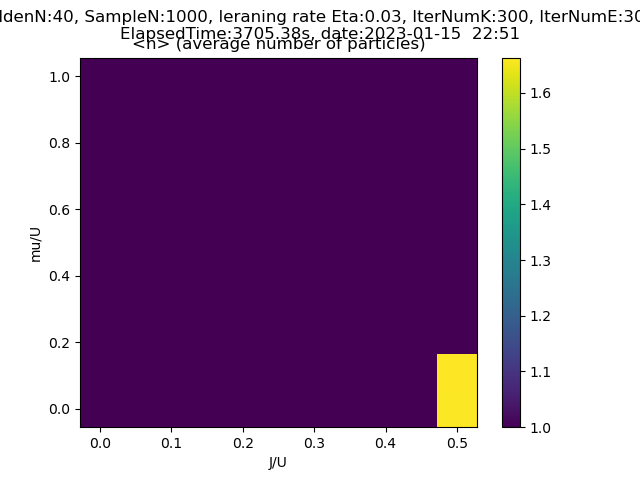 ldenN:40, SampleN:1000, leraning rate Eta:0.03, IterNumK:300, IterNumE:30
ElapsedTime:3705.38s, date:2023-01-15 22:51
<n> (average number of particles)
1.0
0.8
0.6
0.4
0.2
0.0
mu/U
0.0 0.1 0.2 0.3 0.4 0.5
J/U
1.6
1.5
1.4
1.3
1.2
1.1
1.0